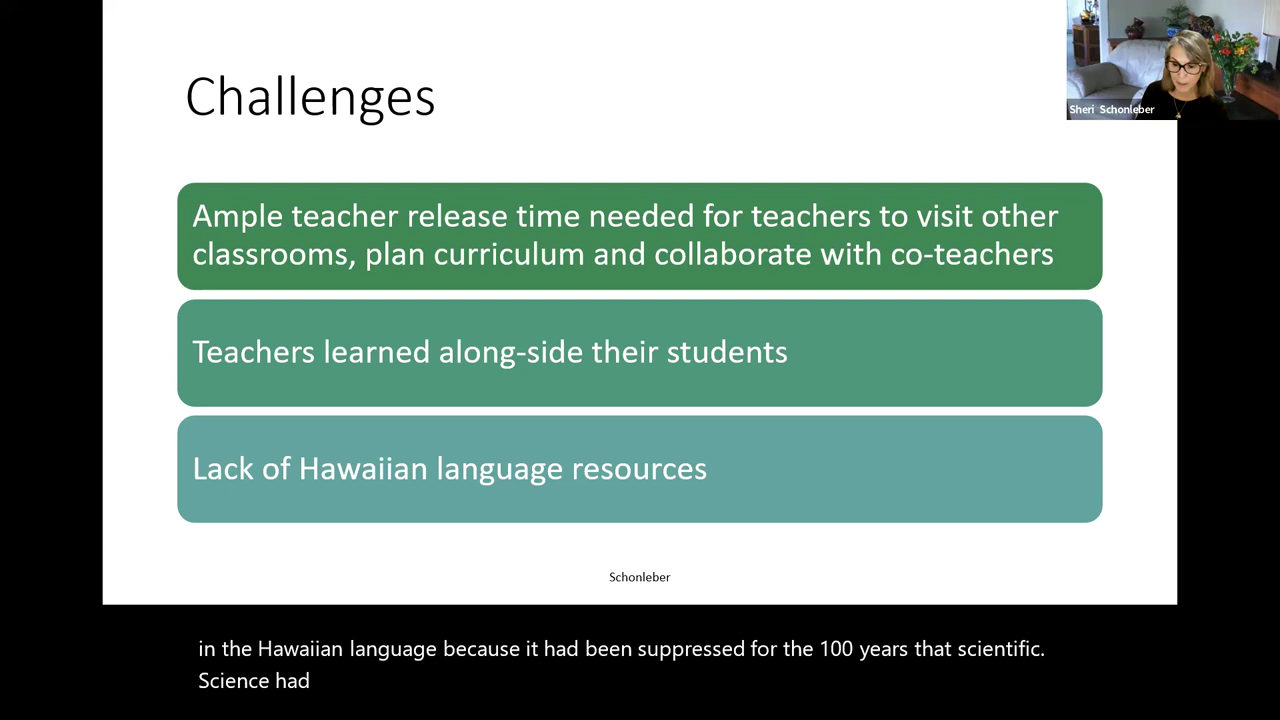 Challenges
Sheri Schonleber
Ample teacher release time needed for teachers to visit other
classrooms, plan curriculum and collaborate with co-teachers
Teachers learned along-side their students
Lack of Hawaiian language resources
Schonleber
in the Hawaiian language because it had been suppressed for the 100 years that scientific.
Science had